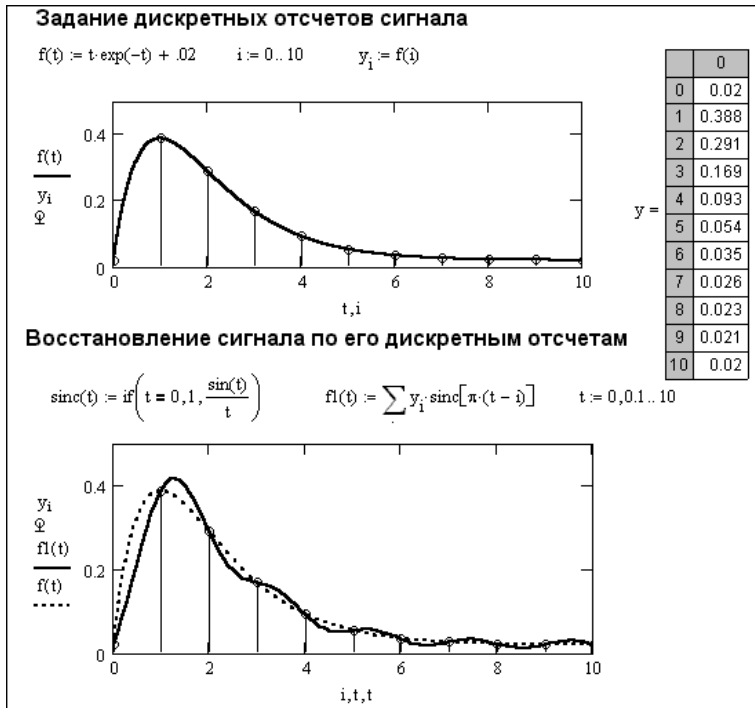 Задание дискретных отсчетов сигнала
f(t) := t·exp(−t) + .02    i := 0.. 10    y_i := f(i)
f(t)
y_i
0.4
0.2
0
0 2 4 6 8 10
t,i
y =
0
0 0.02
1 0.388
2 0.291
3 0.169
4 0.093
5 0.054
6 0.035
7 0.026
8 0.023
9 0.021
10 0.02
Восстановление сигнала по его дискретным отсчетам
sinc(t) := if(t = 0,1,sin(t)/t)    f1(t) := ∑ y_i·sinc[π·(t − i)]    t := 0,0.1.. 10
y_i
f1(t)
f(t)
0.4
0.2
0
0 2 4 6 8 10
i,t,t